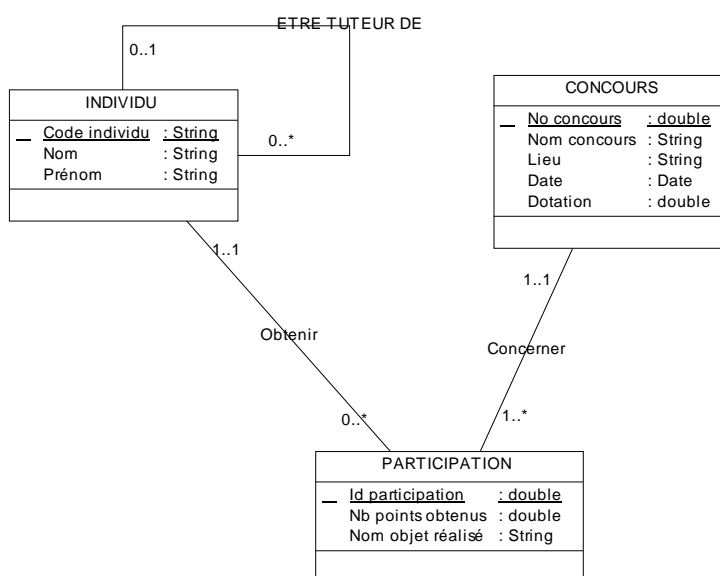 ETRE TUTEUR DE
0..1
0..*
INDIVIDU
Code individu : String
Nom : String
Prénom : String
CONCOURS
No concours : double
Nom concours : String
Lieu : String
Date : Date
Dotation : double
1..1
1..1
Obtenir
Concerner
0..*
1..*
PARTICIPATION
Id participation : double
Nb points obtenus : double
Nom objet réalisé : String